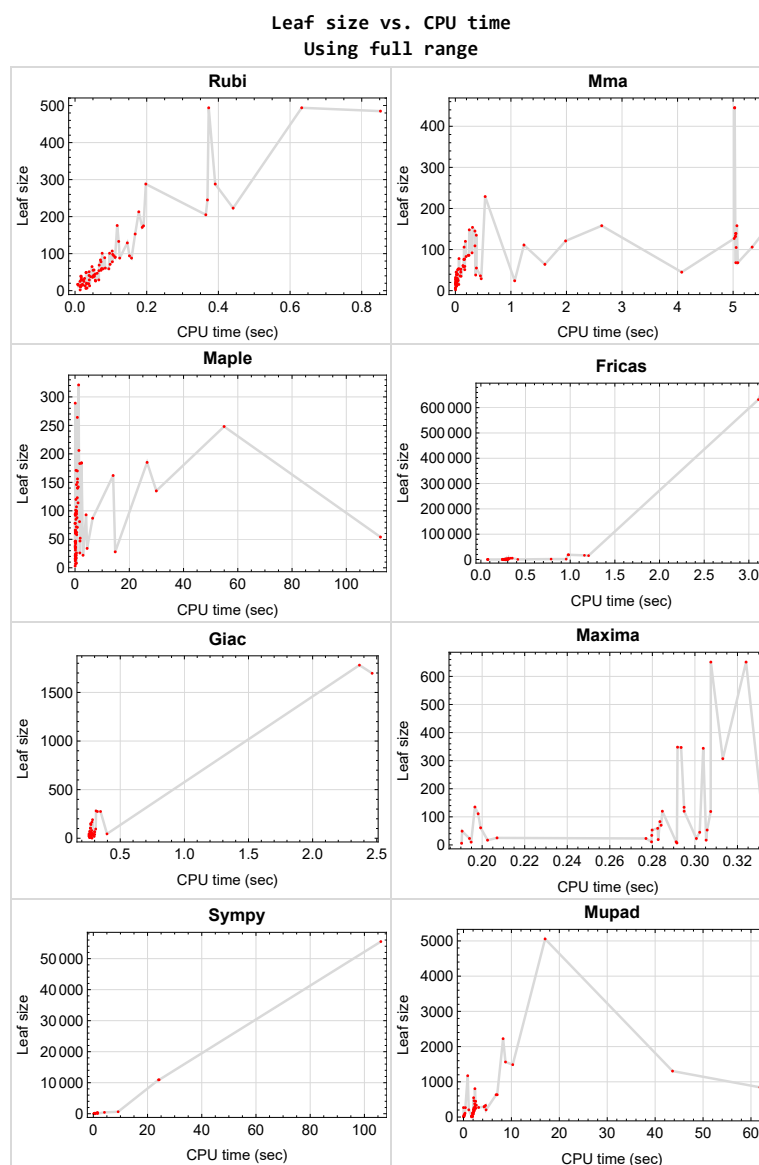 Leaf size vs. CPU time
Using full range
Rubi
500
400
300
200
100
0
Leaf size
0.0 0.2 0.4 0.6 0.8
CPU time (sec)
Mma
400
300
200
100
0
Leaf size
0 1 2 3 4 5
CPU time (sec)
Maple
300
250
200
150
100
50
0
Leaf size
0 20 40 60 80 100
CPU time (sec)
Fricas
600 000
500 000
400 000
300 000
200 000
100 000
0
Leaf size
0.0 0.5 1.0 1.5 2.0 2.5 3.0
CPU time (sec)
Giac
1500
1000
500
0
Leaf size
0.5 1.0 1.5 2.0 2.5
CPU time (sec)
Maxima
600
500
400
300
200
100
0
Leaf size
0.20 0.22 0.24 0.26 0.28 0.30 0.32
CPU time (sec)
Sympy
50 000
40 000
30 000
20 000
10 000
0
Leaf size
0 20 40 60 80 100
CPU time (sec)
Mupad
5000
4000
3000
2000
1000
0
Leaf size
0 10 20 30 40 50 60
CPU time (sec)